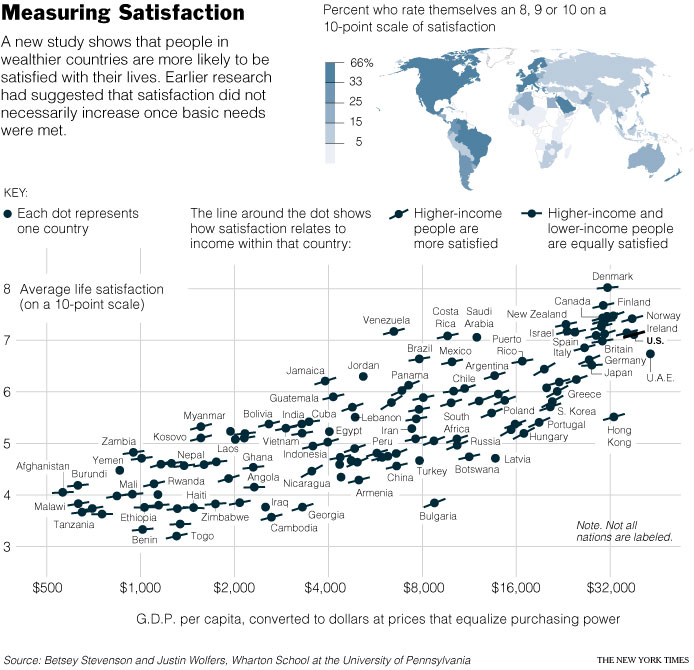 Measuring Satisfaction
A new study shows that people in
wealthier countries are more likely to be
satisfied with their lives. Earlier research
had suggested that satisfaction did not
necessarily increase once basic needs
were met.
Percent who rate themselves an 8, 9 or 10 on a
10-point scale of satisfaction
66%
33
25
15
5
KEY:
Each dot represents
one country
The line around the dot shows
how satisfaction relates to
income within that country:
Higher-income
people are
more satisfied
Higher-income and
lower-income people
are equally satisfied
Average life satisfaction
(on a 10-point scale)
8
7
6
5
4
3
Denmark
Canada
Finland
New Zealand
Norway
Israel
Ireland
U.S.
Spain
Italy
Britain
Germany
Japan
U.A.E.
Venezuela
Costa
Rica
Saudi
Arabia
Puerto
Rico
Brazil
Mexico
Argentina
Jamaica
Jordan
Panama
Chile
Guatemala
Greece
S. Korea
Portugal
Hong
Kong
Myanmar
Bolivia
India
Cuba
Lebanon
South
Africa
Poland
Kosovo
Laos
Vietnam
Egypt
Iran
Russia
Hungary
Zambia
Yemen
Nepal
Ghana
Indonesia
Peru
Afghanistan
Burundi
Mali
Rwanda
Angola
Nicaragua
Armenia
China
Turkey
Botswana
Latvia
Malawi
Tanzania
Ethiopia
Haiti
Zimbabwe
Iraq
Cambodia
Georgia
Bulgaria
Benin
Togo
Note. Not all
nations are labeled.
$500
$1,000
$2,000
$4,000
$8,000
$16,000
$32,000
G.D.P. per capita, converted to dollars at prices that equalize purchasing power
Source: Betsey Stevenson and Justin Wolfers, Wharton School at the University of Pennsylvania
THE NEW YORK TIMES